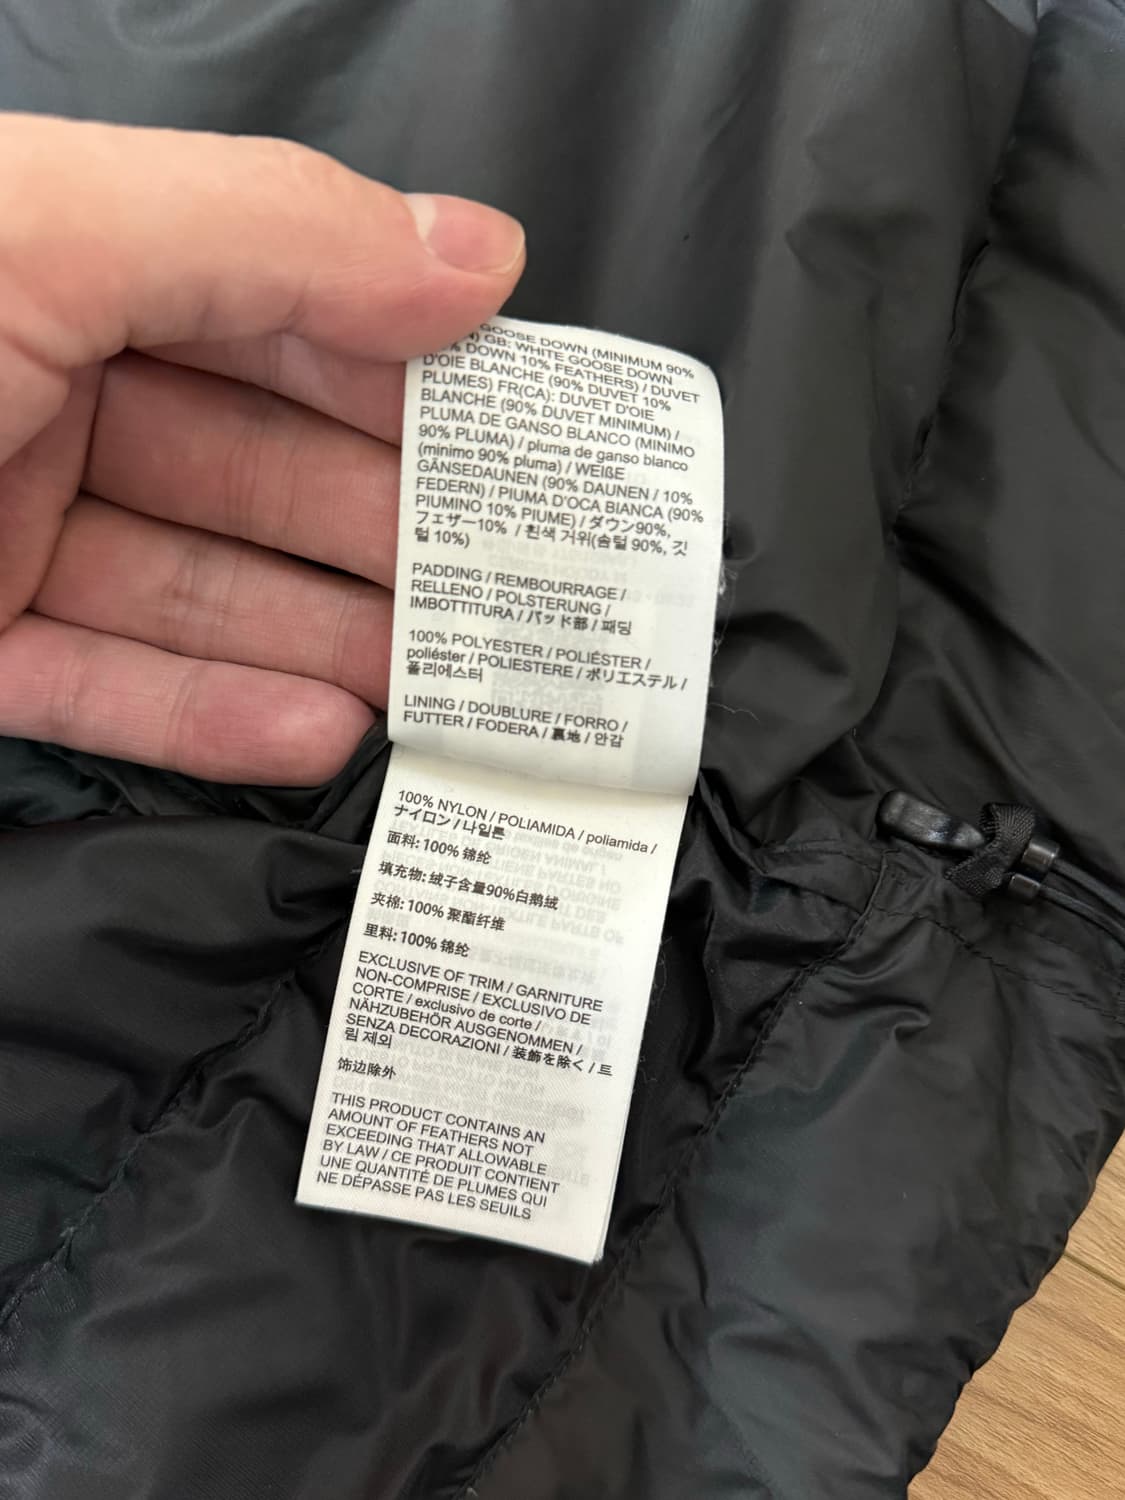 GOOSE DOWN (MINIMUM 90%
GB: WHITE GOOSE DOWN
% DOWN 10% FEATHERS) / DUVET
D'OIE BLANCHE (90% DUVET 10%
PLUMES) FR(CA): DUVET D'OIE
BLANCHE (90% DUVET MINIMUM) /
PLUMA DE GANSO BLANCO (MINIMO
90% PLUMA) / pluma de ganso blanco
(minimo 90% pluma) / WEIßE
GÄNSEDAUNEN (90% DAUNEN / 10%
FEDERN) / PIUMA D'OCA BIANCA (90%
PIUMINO 10% PIUME) / ダウン90%,
フェザー10% / 흰색 거위(솜털 90%, 깃
털 10%)
PADDING / REMBOURRAGE /
RELLENO / POLSTERUNG /
IMBOTTITURA / パッド部 / 패딩
100% POLYESTER / POLIÉSTER /
poliéster / POLIESTERE / ポリエステル /
폴리에스터
LINING / DOUBLURE / FORRO /
FUTTER / FODERA / 裏地 / 안감
100% NYLON / POLIAMIDA / poliamida /
ナイロン / 나일론
面料: 100% 锦纶
填充物: 绒子含量90%白鹅绒
夹棉: 100% 聚酯纤维
里料: 100% 锦纶
EXCLUSIVE OF TRIM / GARNITURE
NON-COMPRISE / EXCLUSIVO DE
CORTE / exclusivo de corte /
NÄHZUBEHÖR AUSGENOMMEN /
SENZA DECORAZIONI / 装飾を除く / 트
림 제외
饰边除外
THIS PRODUCT CONTAINS AN
AMOUNT OF FEATHERS NOT
EXCEEDING THAT ALLOWABLE
BY LAW / CE PRODUIT CONTIENT
UNE QUANTITÉ DE PLUMES QUI
NE DÉPASSE PAS LES SEUILS